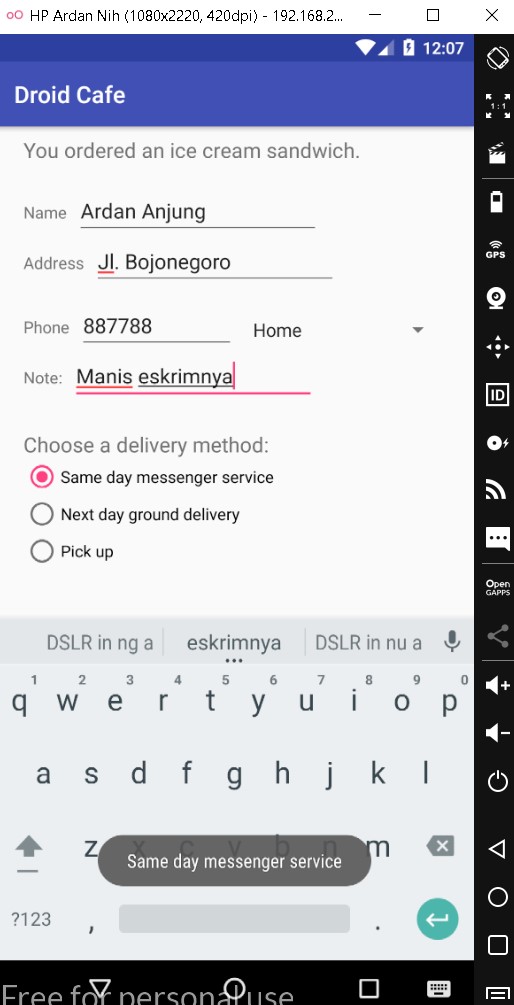 HP Ardan Nih (1080x2220, 420dpi) - 192.168.2...
12:07
Droid Cafe
You ordered an ice cream sandwich.
Name Ardan Anjung
Address Jl. Bojonegoro
Phone 887788 Home
Note: Manis eskrimnya
Choose a delivery method:
Same day messenger service
Next day ground delivery
Pick up
DSLR in ng a eskrimnya DSLR in nu a
1 2 3 4 5 6 7 8 9 0
q w e r t y u i o p
a s d f g h j k l
z x c v b n m
Same day messenger service
?123 , .
Free for personal use
1:1
GPS
ID
Open
GAPPS